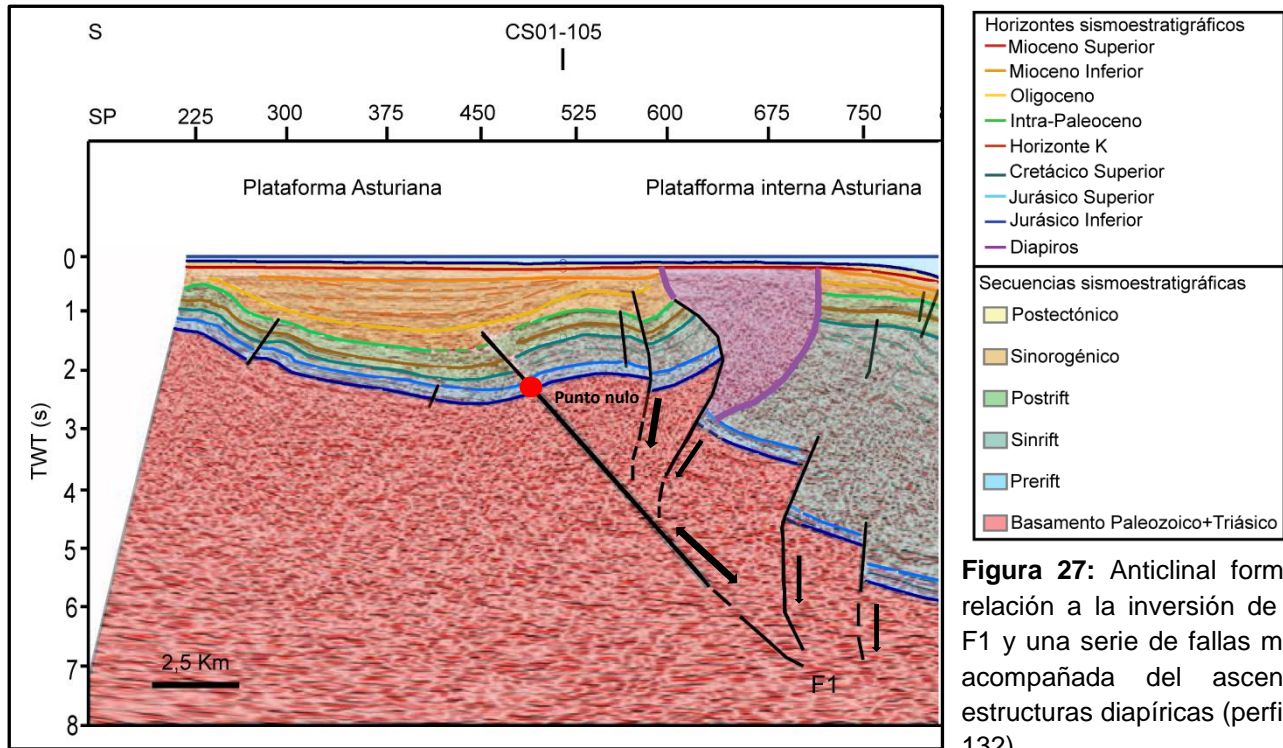 S
CS01-105
SP 225 300 375 450 525 600 675 750
Plataforma Asturiana
Platafforma interna Asturiana
TWT (s)
0
1
2
3
4
5
6
7
8
Punto nulo
F1
2,5 Km
Horizontes sismoestratigráficos
Mioceno Superior
Mioceno Inferior
Oligoceno
Intra-Paleoceno
Horizonte K
Cretácico Superior
Jurásico Superior
Jurásico Inferior
Diapiros
Secuencias sismoestratigráficas
Postectónico
Sinorogénico
Postrift
Sinrift
Prerift
Basamento Paleozoico+Triásico
Figura 27: Anticlinal form
relación a la inversión de
F1 y una serie de fallas m
acompañada del ascen
estructuras diapíricas (perfi
132)